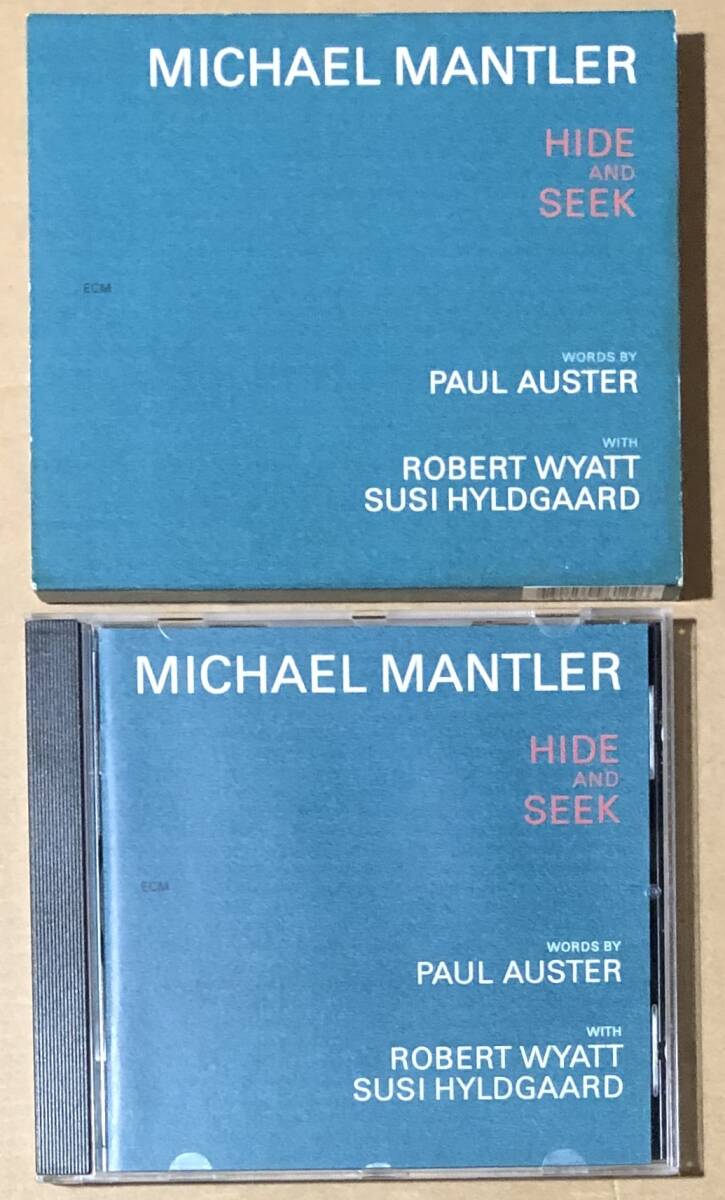 MICHAEL MANTLER
HIDE
AND
SEEK
ECM
WORDS BY
PAUL AUSTER
WITH
ROBERT WYATT
SUSI HYLDGAARD
MICHAEL MANTLER
HIDE
AND
SEEK
ECM
WORDS BY
PAUL AUSTER
WITH
ROBERT WYATT
SUSI HYLDGAARD